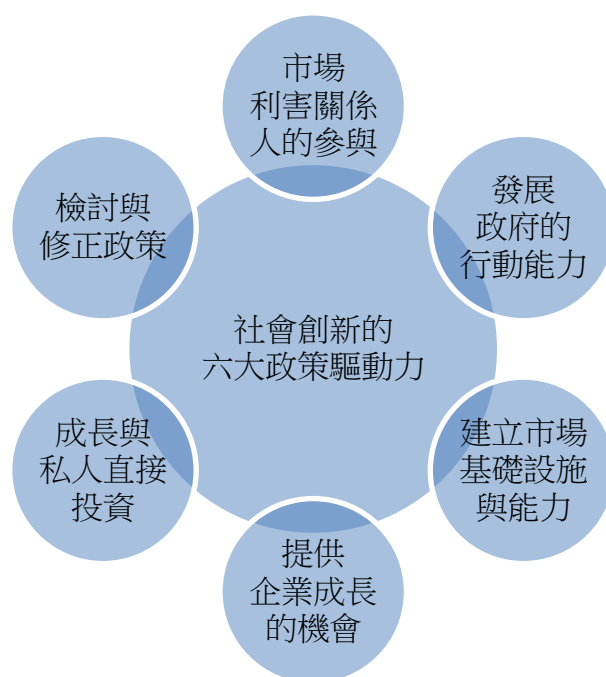 市場
利害關係
人的參與
發展
政府的
行動能力
建立市場
基礎設施
與能力
提供
企業成長
的機會
成長與
私人直接
投資
檢討與
修正政策
社會創新的
六大政策驅動力